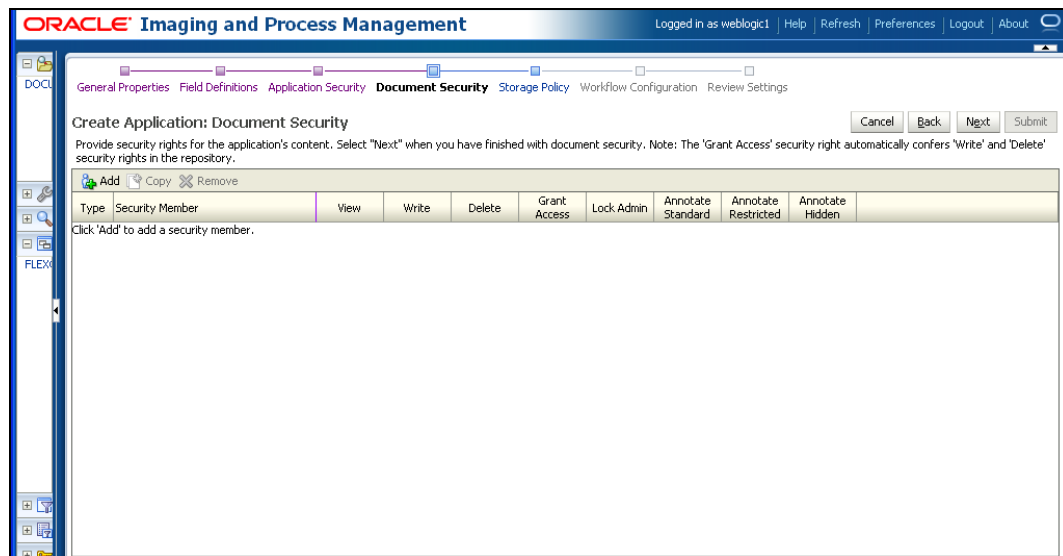 ORACLE Imaging and Process Management
Logged in as weblogic1 | Help | Refresh | Preferences | Logout | About
DOCU
General Properties Field Definitions Application Security Document Security Storage Policy Workflow Configuration Review Settings
Create Application: Document Security
Cancel Back Next Submit
Provide security rights for the application's content. Select "Next" when you have finished with document security. Note: The 'Grant Access' security right automatically confers 'Write' and 'Delete'
security rights in the repository.
Add Copy Remove
Type Security Member View Write Delete Grant Access Lock Admin Annotate Standard Annotate Restricted Annotate Hidden
Click 'Add' to add a security member.
FLEX